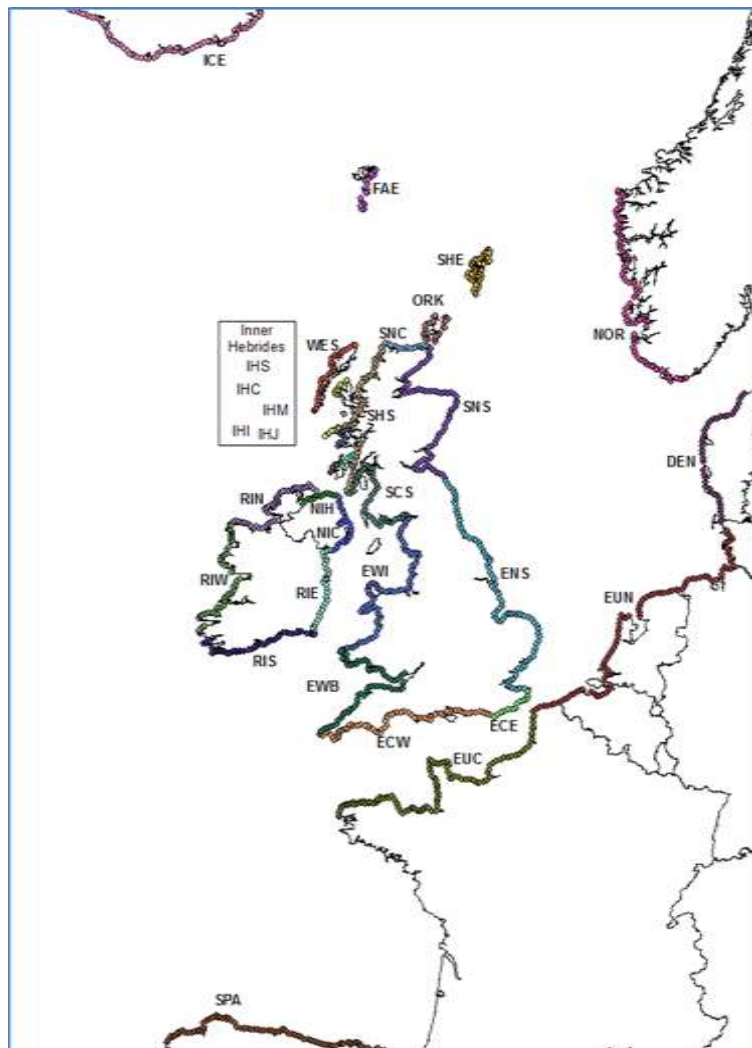 ICE
FAE
SHE
ORK
NOR
SNC
WES
Inner
Hebrides
IHS
IHC
IHM
IHI
IHJ
SHS
SNS
DEN
SCS
RIN
NIH
NIC
EWI
ENS
RIW
RIE
EUN
RIS
EWB
ECE
ECW
EUC
SPA